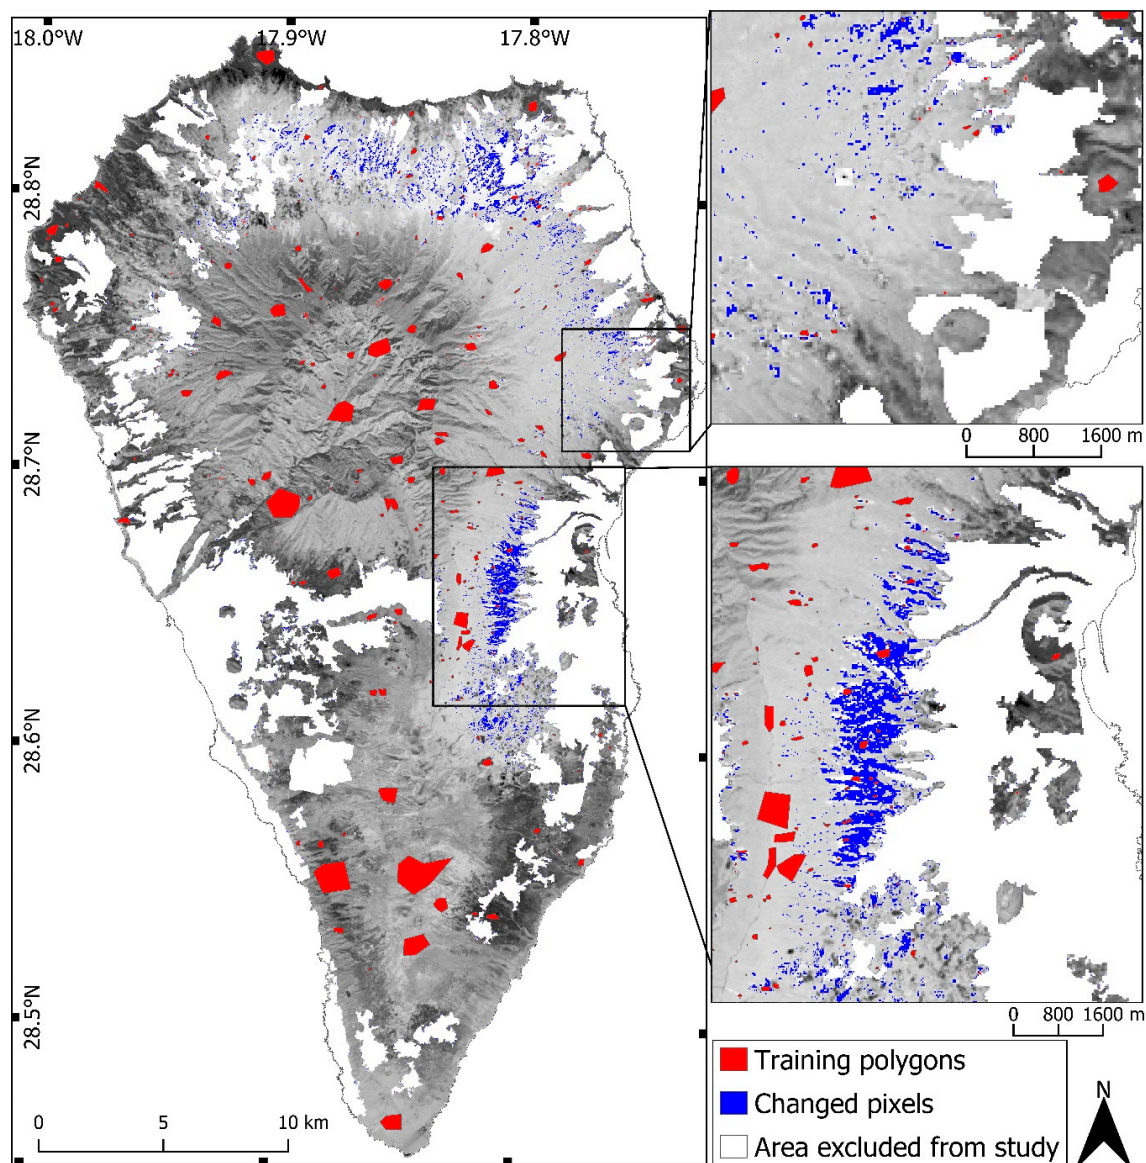 18.0°W 17.9°W 17.8°W
28.8°N
28.7°N
28.6°N
28.5°N
0 5 10 km
0 800 1600 m
0 800 1600 m
Training polygons
Changed pixels
Area excluded from study
N